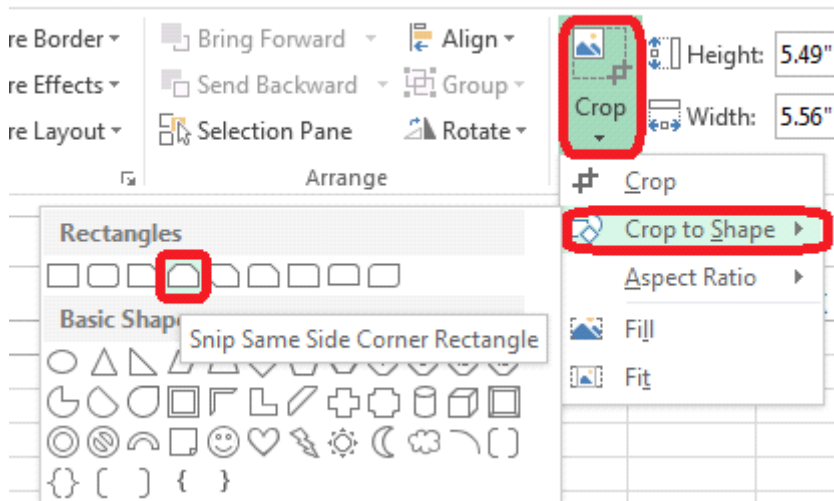 re Border Bring Forward Align
re Effects Send Backward Group
re Layout Selection Pane Rotate
Arrange
Crop
Height: 5.49"
Width: 5.56"
Crop
Crop to Shape
Aspect Ratio
Fill
Fit
Rectangles
Basic Shap
Snip Same Side Corner Rectangle